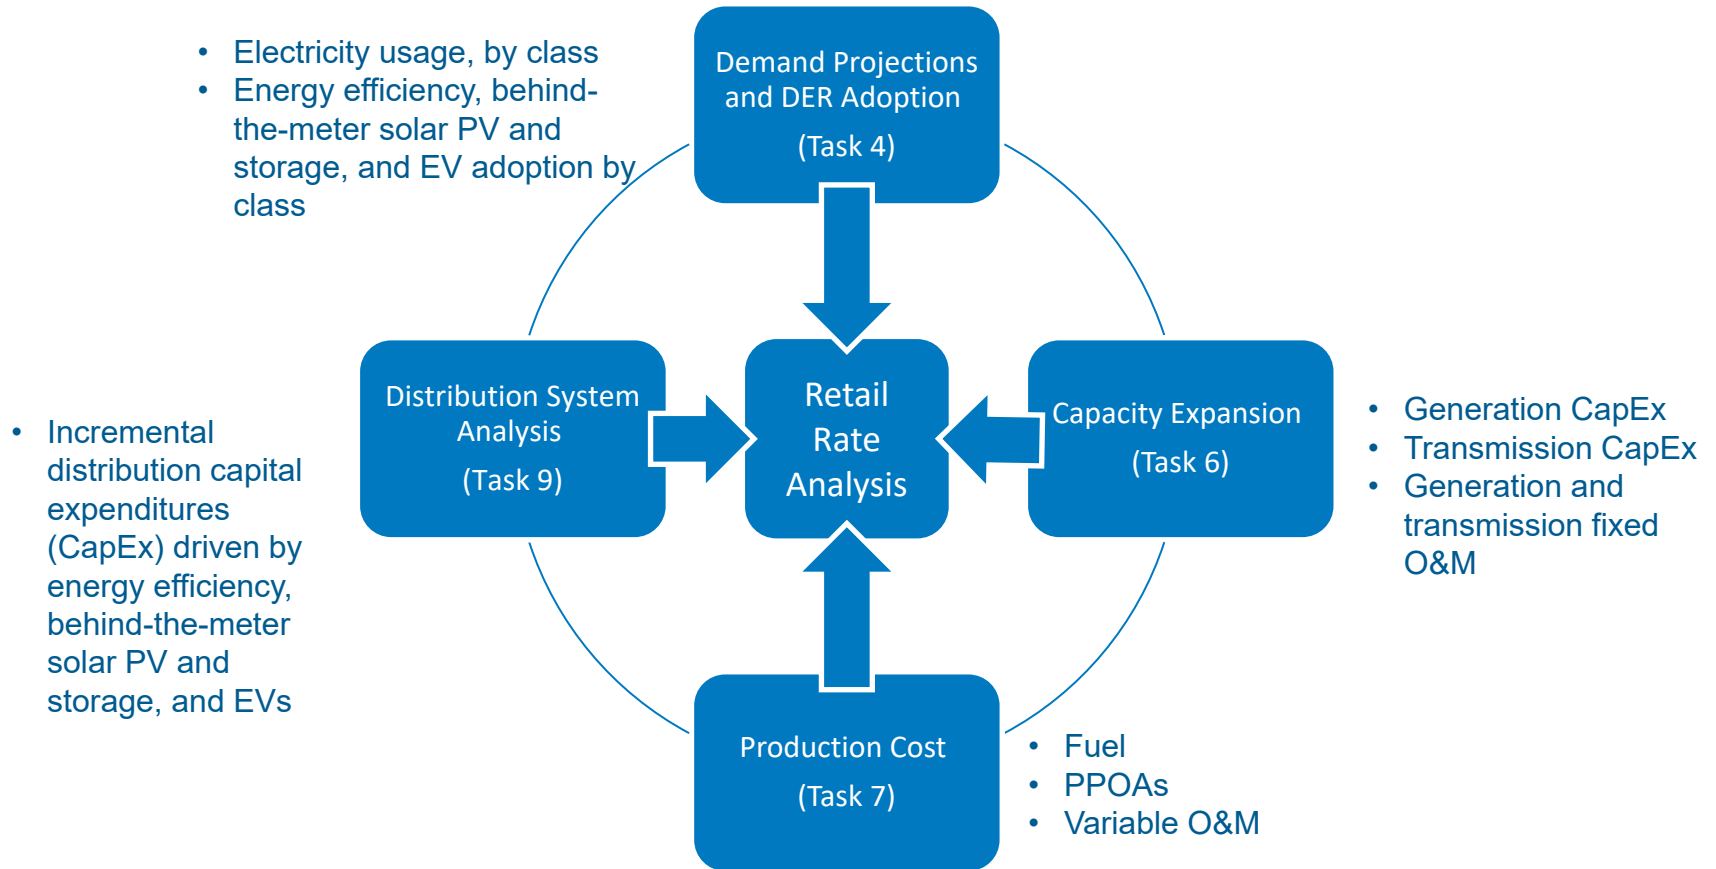 • Electricity usage, by class
• Energy efficiency, behind-
the-meter solar PV and
storage, and EV adoption by
class
Demand Projections
and DER Adoption
(Task 4)
Distribution System
Analysis
(Task 9)
Retail
Rate
Analysis
Capacity Expansion
(Task 6)
• Generation CapEx
• Transmission CapEx
• Generation and
transmission fixed
O&M
• Incremental
distribution capital
expenditures
(CapEx) driven by
energy efficiency,
behind-the-meter
solar PV and
storage, and EVs
Production Cost
(Task 7)
• Fuel
• PPOAs
• Variable O&M